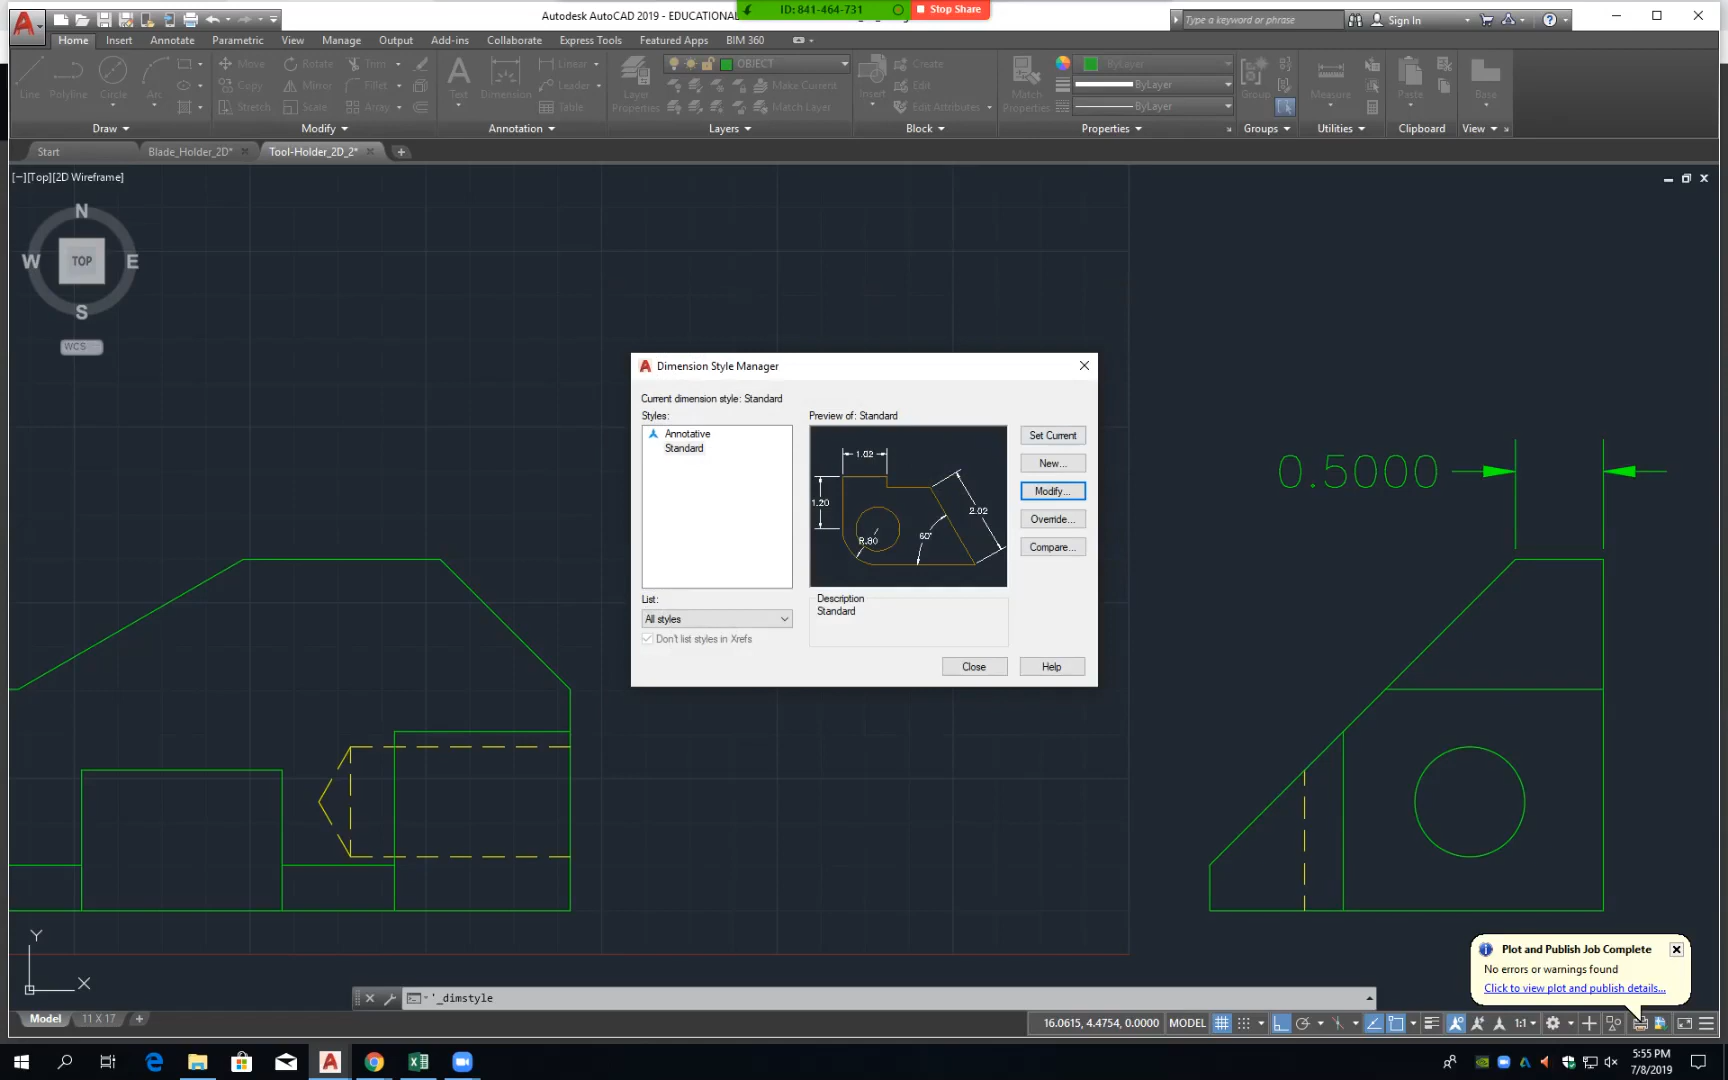 Autodesk AutoCAD 2019 - EDUCATIONAL
ID: 841-464-731
Stop Share
Type a keyword or phrase
Sign In
Home
Insert
Annotate
Parametric
View
Manage
Output
Add-ins
Collaborate
Express Tools
Featured Apps
BIM 360
Line
Polyline
Circle
Arc
Move
Copy
Stretch
Rotate
Mirror
Scale
Trim
Fillet
Array
Text
Dimension
Linear
Leader
Table
Layer
Properties
OBJECT
Make Current
Match Layer
Insert
Create
Edit
Edit Attributes
Match
Properties
ByLayer
ByLayer
ByLayer
Group
Measure
Paste
Base
Draw
Modify
Annotation
Layers
Block
Properties
Groups
Utilities
Clipboard
View
Start
Blade_Holder_2D*
Tool-Holder_2D_2*
[−][Top][2D Wireframe]
N
W
TOP
E
S
WCS
Dimension Style Manager
Current dimension style: Standard
Styles:
Annotative
Standard
Preview of: Standard
1.02
1.20
2.02
R.80
60°
Set Current
New...
Modify...
Override...
Compare...
List:
All styles
Don't list styles in Xrefs
Description
Standard
Close
Help
0.5000
Y
X
Plot and Publish Job Complete
No errors or warnings found
Click to view plot and publish details...
'_dimstyle
Model
11 X 17
16.0615, 4.4754, 0.0000
MODEL
1:1
5:55 PM
7/8/2019